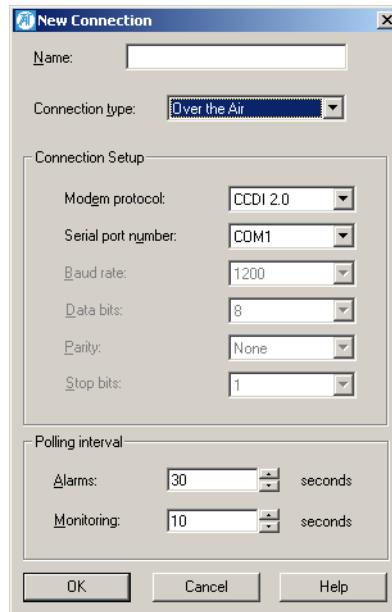 New Connection
Name:
Connection type: Over the Air
Connection Setup
Modem protocol: CCDI 2.0
Serial port number: COM1
Baud rate: 1200
Data bits: 8
Parity: None
Stop bits: 1
Polling interval
Alarms: 30 seconds
Monitoring: 10 seconds
OK Cancel Help